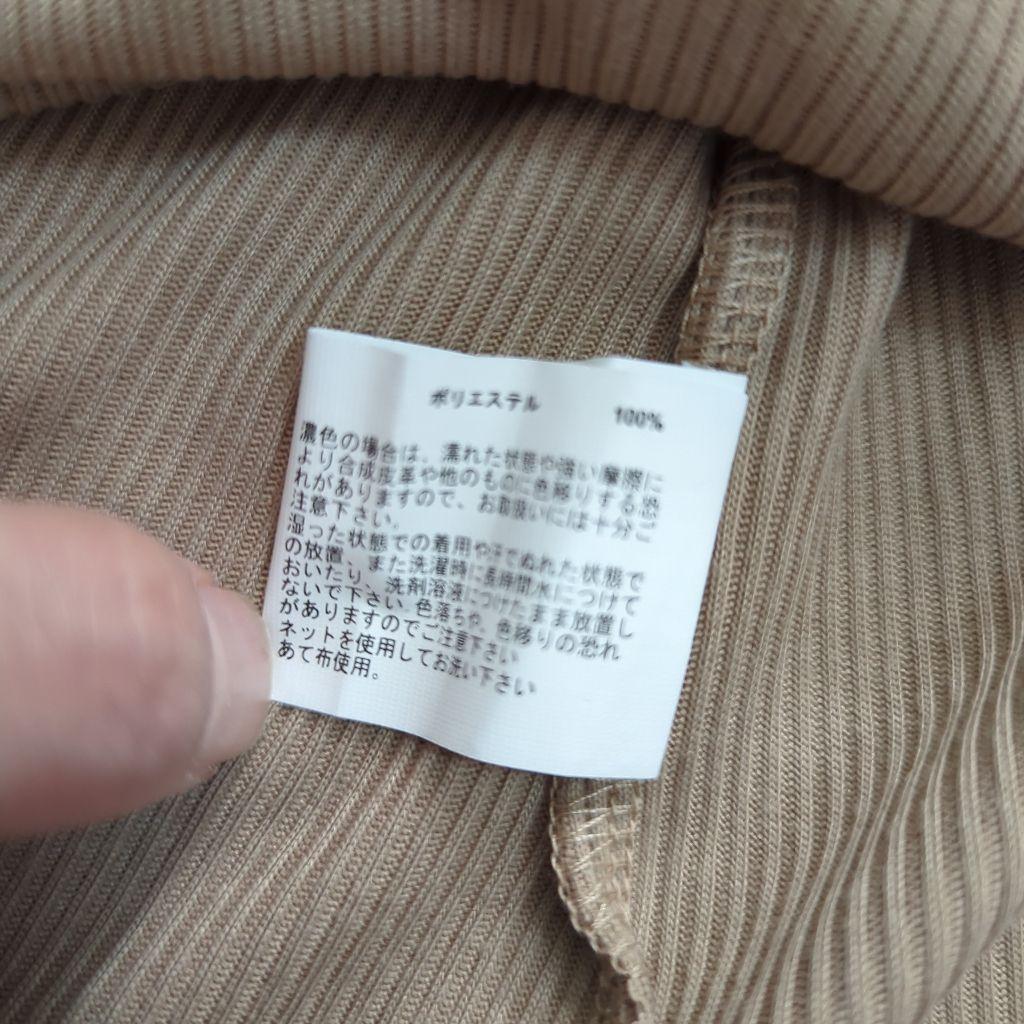 ポリエステル 100%
濃色の場合は、濡れた状態や強い摩擦に
より合成皮革や他のものに色移りする恐
れがありますので、お取扱いには十分ご
注意下さい.
湿った状態での着用や汗でぬれた状態で
の放置、また洗濯時に長時間水につけて
おいたり、洗剤溶液につけたまま放置し
ないで下さい.色落ちや、色移りの恐れ
がありますのでご注意下さい
ネットを使用してお洗い下さい
あて布使用。